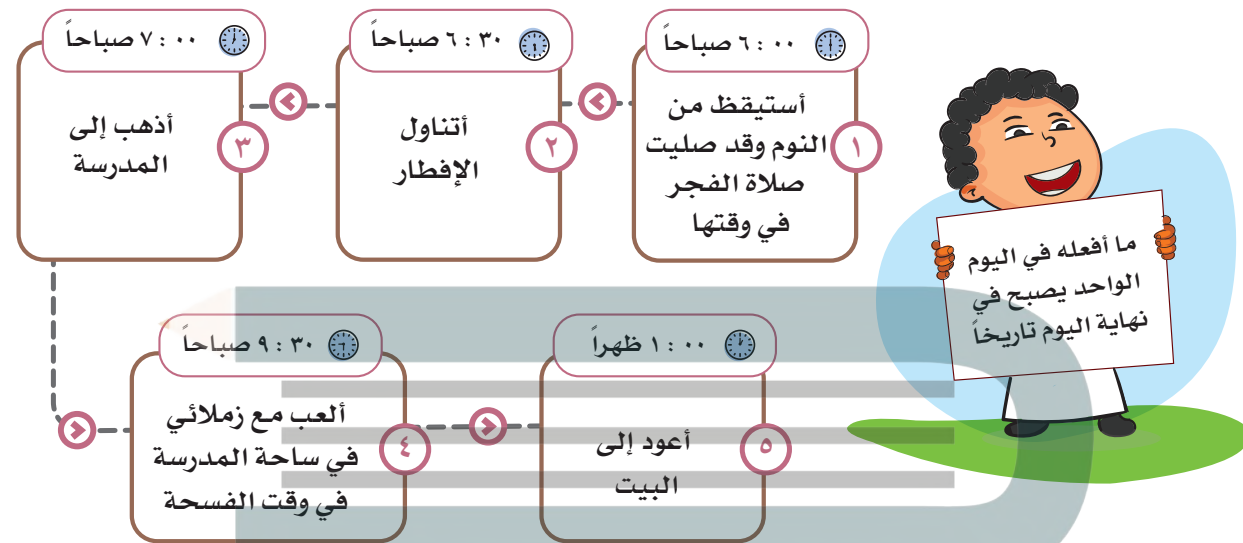 ٦ : ٠٠ صباحاً
١
أستيقظ من
النوم وقد صليت
صلاة الفجر
في وقتها
٦ : ٣٠ صباحاً
٢
أتناول
الإفطار
٧ : ٠٠ صباحاً
٣
أذهب إلى
المدرسة
٩ : ٣٠ صباحاً
٤
ألعب مع زملائي
في ساحة المدرسة
في وقت الفسحة
١ : ٠٠ ظهراً
٥
أعود إلى
البيت
ما أفعله في اليوم
الواحد يصبح في
نهاية اليوم تاريخاً